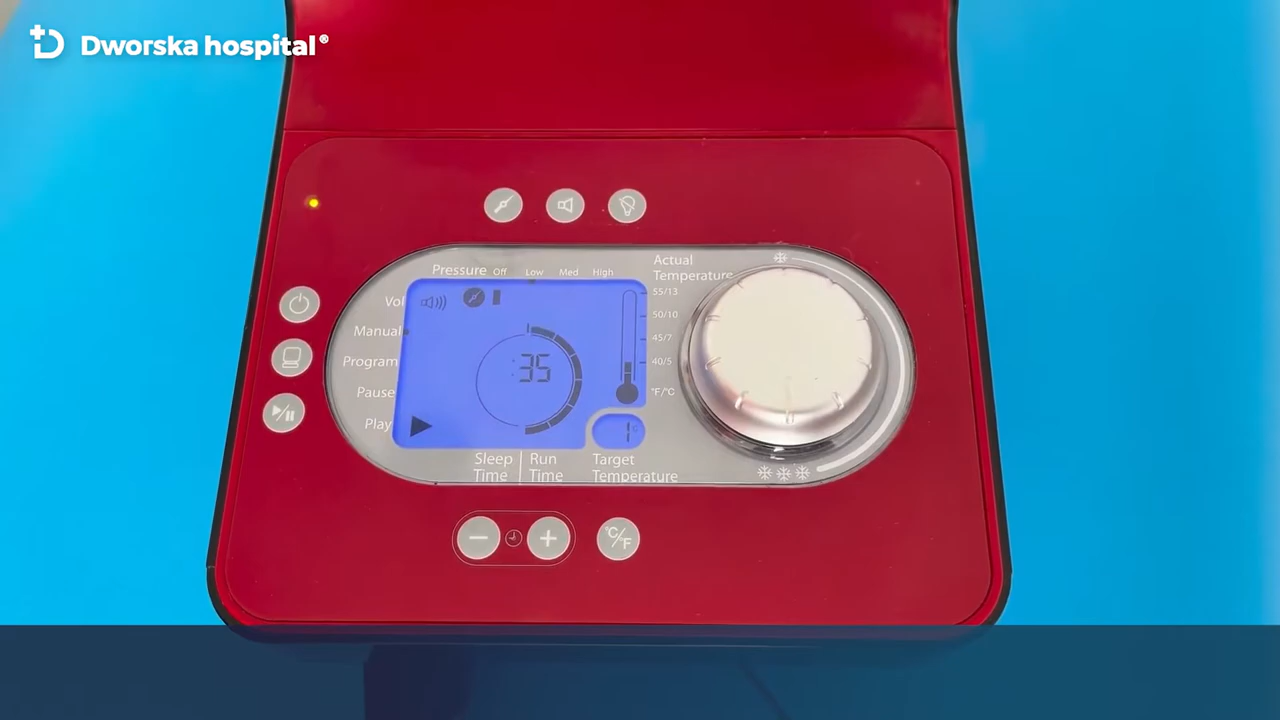 Dworska hospital®
Pressure Off Low Med High
Actual
Temperature
55/13
50/10
45/7
40/5
°F/°C
Vol
Manual
Program
Pause
Play
:35
1°C
Sleep
Time
Run
Time
Target
Temperature
°C/°F